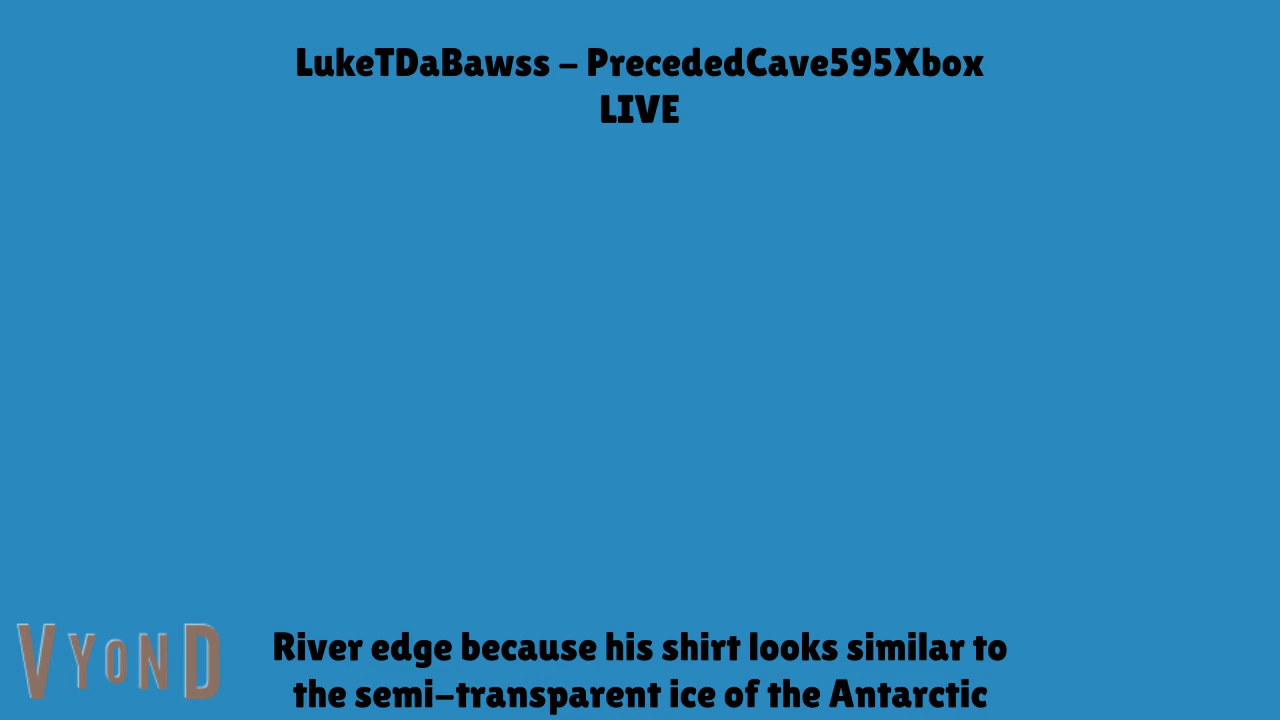 LukeTDaBawss - PrecededCave595Xbox
LIVE
VYOND
River edge because his shirt looks similar to
the semi-transparent ice of the Antarctic